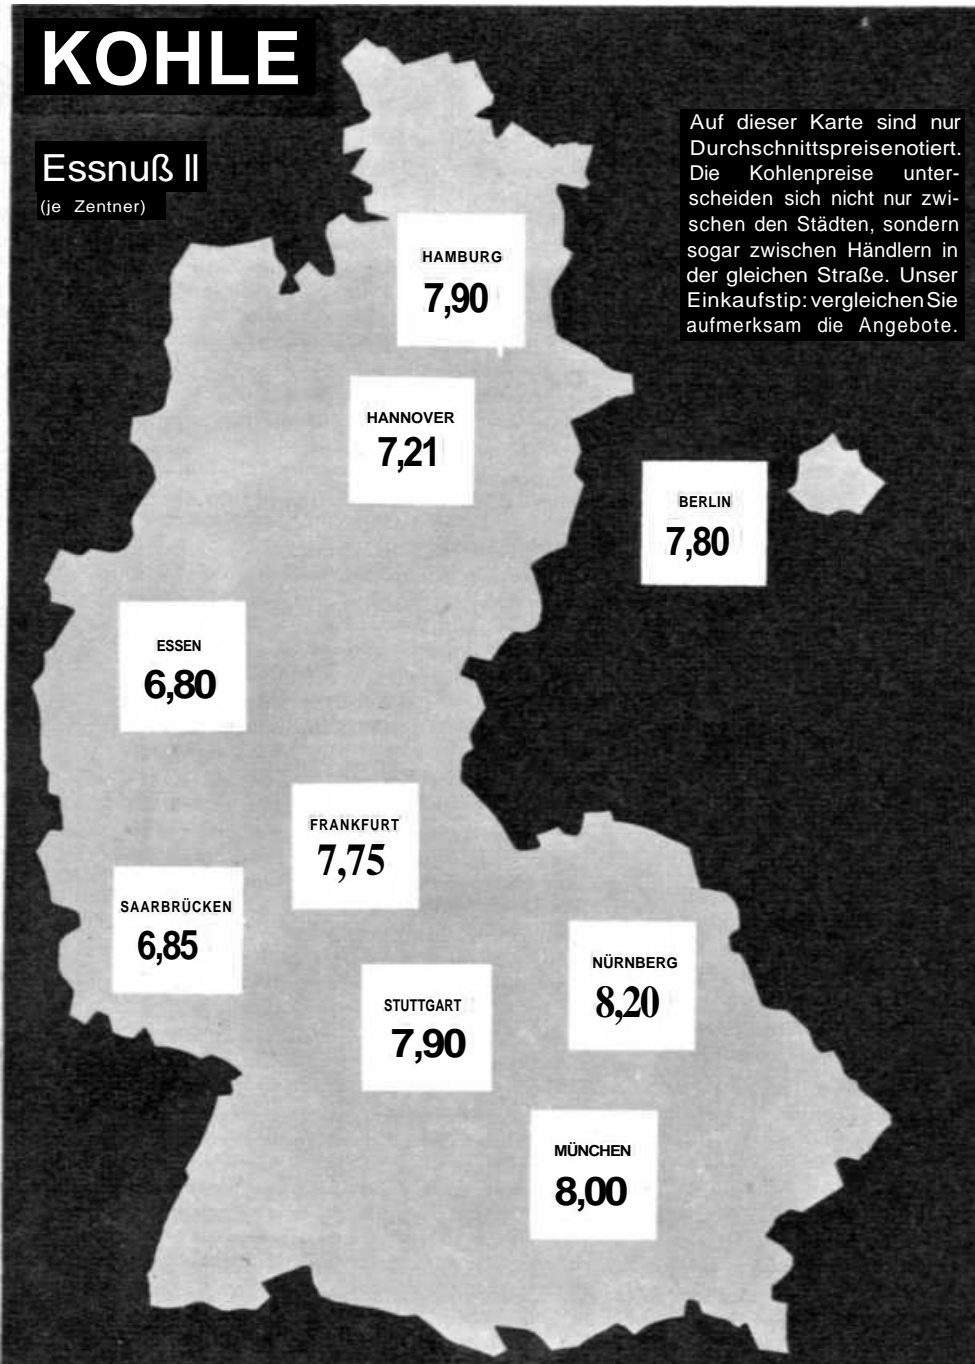 KOHLE
Essnuß II
(je Zentner)
Auf dieser Karte sind nur
Durchschnittspreisenotiert.
Die Kohlenpreise unter-
scheiden sich nicht nur zwi-
schen den Städten, sondern
sogar zwischen Händlern in
der gleichen Straße. Unser
Einkaufstip: vergleichen Sie
aufmerksam die Angebote.
HAMBURG
7,90
HANNOVER
7,21
BERLIN
7,80
ESSEN
6,80
FRANKFURT
7,75
SAARBRÜCKEN
6,85
NÜRNBERG
8,20
STUTTGART
7,90
MÜNCHEN
8,00